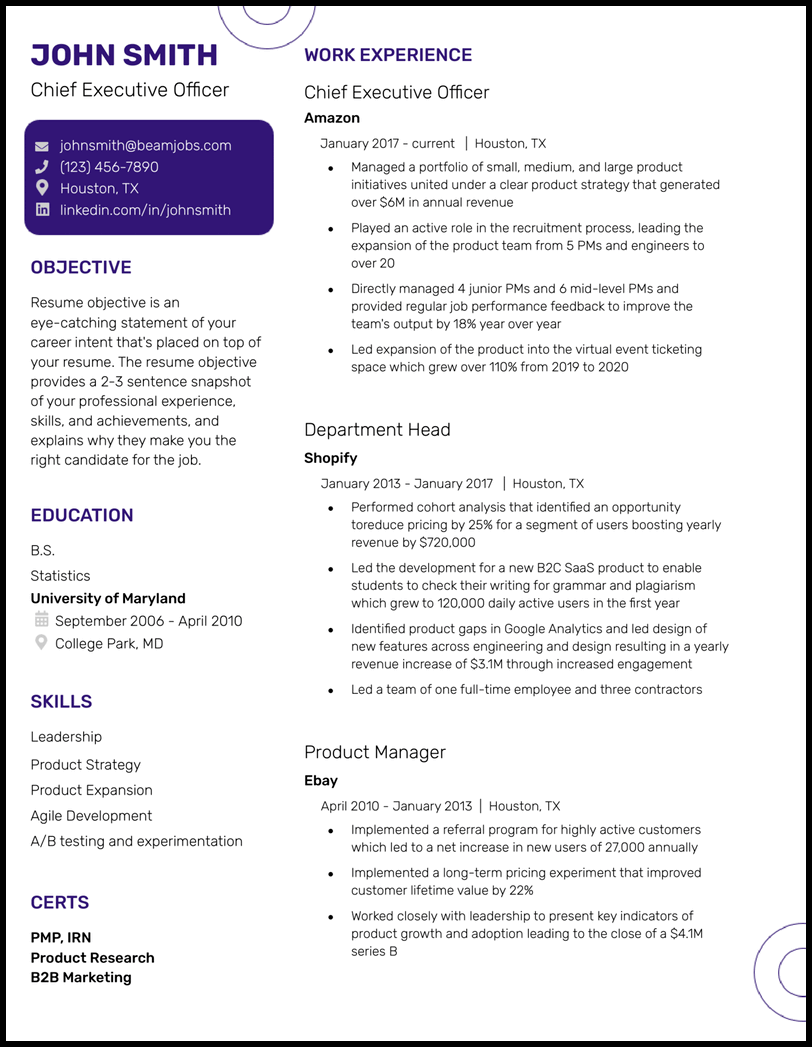 JOHN SMITH
Chief Executive Officer
johnsmith@beamjobs.com
(123) 456-7890
Houston, TX
linkedin.com/in/johnsmith
OBJECTIVE
Resume objective is an
eye-catching statement of your
career intent that's placed on top of
your resume. The resume objective
provides a 2-3 sentence snapshot
of your professional experience,
skills, and achievements, and
explains why they make you the
right candidate for the job.
EDUCATION
B.S.
Statistics
University of Maryland
September 2006 - April 2010
College Park, MD
SKILLS
Leadership
Product Strategy
Product Expansion
Agile Development
A/B testing and experimentation
CERTS
PMP, IRN
Product Research
B2B Marketing
WORK EXPERIENCE
Chief Executive Officer
Amazon
January 2017 - current | Houston, TX
• Managed a portfolio of small, medium, and large product
initiatives united under a clear product strategy that generated
over $6M in annual revenue
• Played an active role in the recruitment process, leading the
expansion of the product team from 5 PMs and engineers to
over 20
• Directly managed 4 junior PMs and 6 mid-level PMs and
provided regular job performance feedback to improve the
team's output by 18% year over year
• Led expansion of the product into the virtual event ticketing
space which grew over 110% from 2019 to 2020
Department Head
Shopify
January 2013 - January 2017 | Houston, TX
• Performed cohort analysis that identified an opportunity
toreduce pricing by 25% for a segment of users boosting yearly
revenue by $720,000
• Led the development for a new B2C SaaS product to enable
students to check their writing for grammar and plagiarism
which grew to 120,000 daily active users in the first year
• Identified product gaps in Google Analytics and led design of
new features across engineering and design resulting in a yearly
revenue increase of $3.1M through increased engagement
• Led a team of one full-time employee and three contractors
Product Manager
Ebay
April 2010 - January 2013 | Houston, TX
• Implemented a referral program for highly active customers
which led to a net increase in new users of 27,000 annually
• Implemented a long-term pricing experiment that improved
customer lifetime value by 22%
• Worked closely with leadership to present key indicators of
product growth and adoption leading to the close of a $4.1M
series B